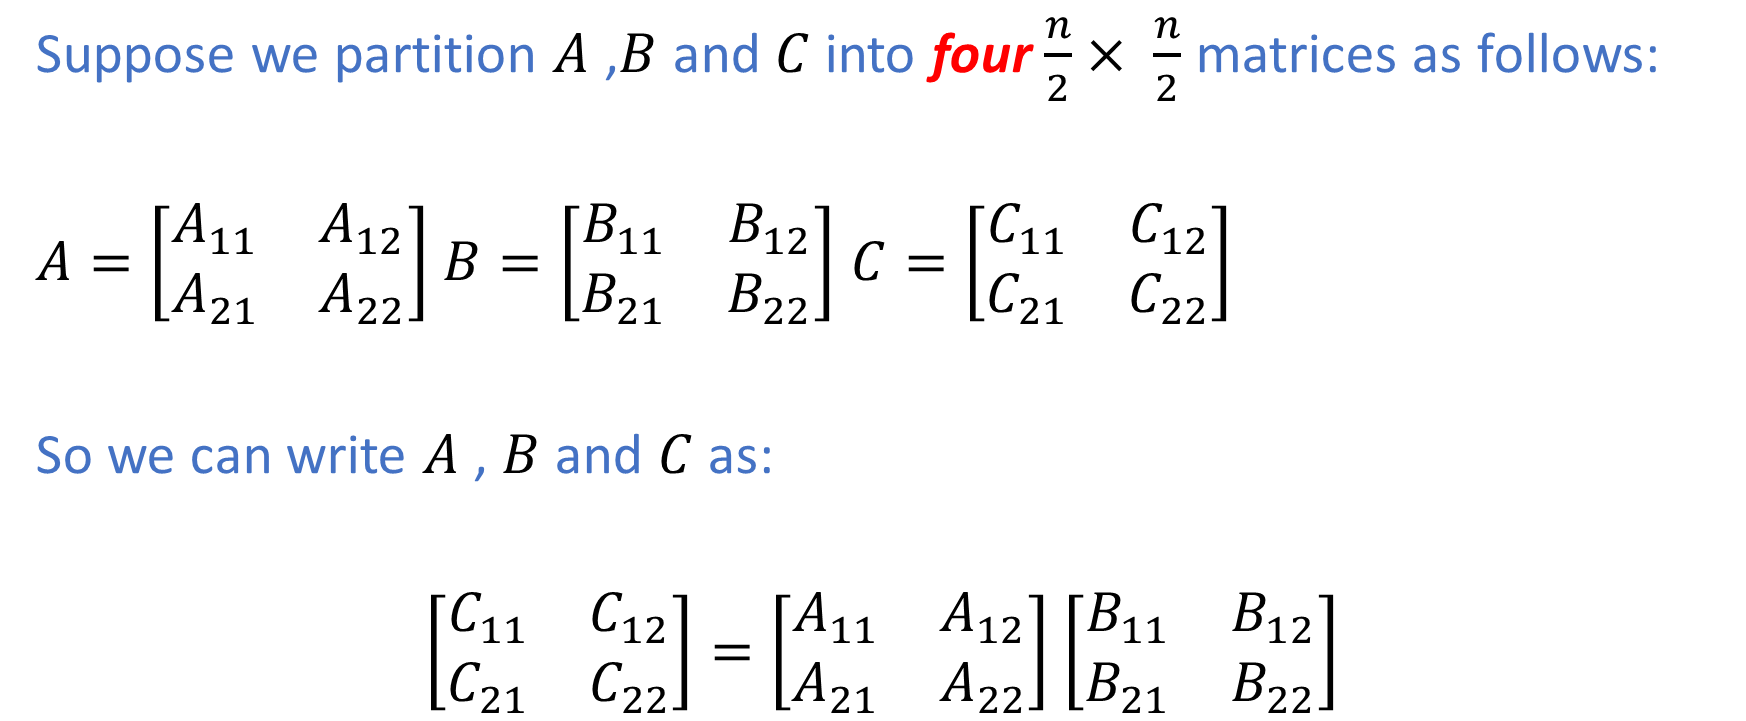 Suppose we partition A ,B and C into four n/2 × n/2 matrices as follows:
A = [A₁₁ A₁₂; A₂₁ A₂₂] B = [B₁₁ B₁₂; B₂₁ B₂₂] C = [C₁₁ C₁₂; C₂₁ C₂₂]
So we can write A , B and C as:
[C₁₁ C₁₂; C₂₁ C₂₂] = [A₁₁ A₁₂; A₂₁ A₂₂] [B₁₁ B₁₂; B₂₁ B₂₂]